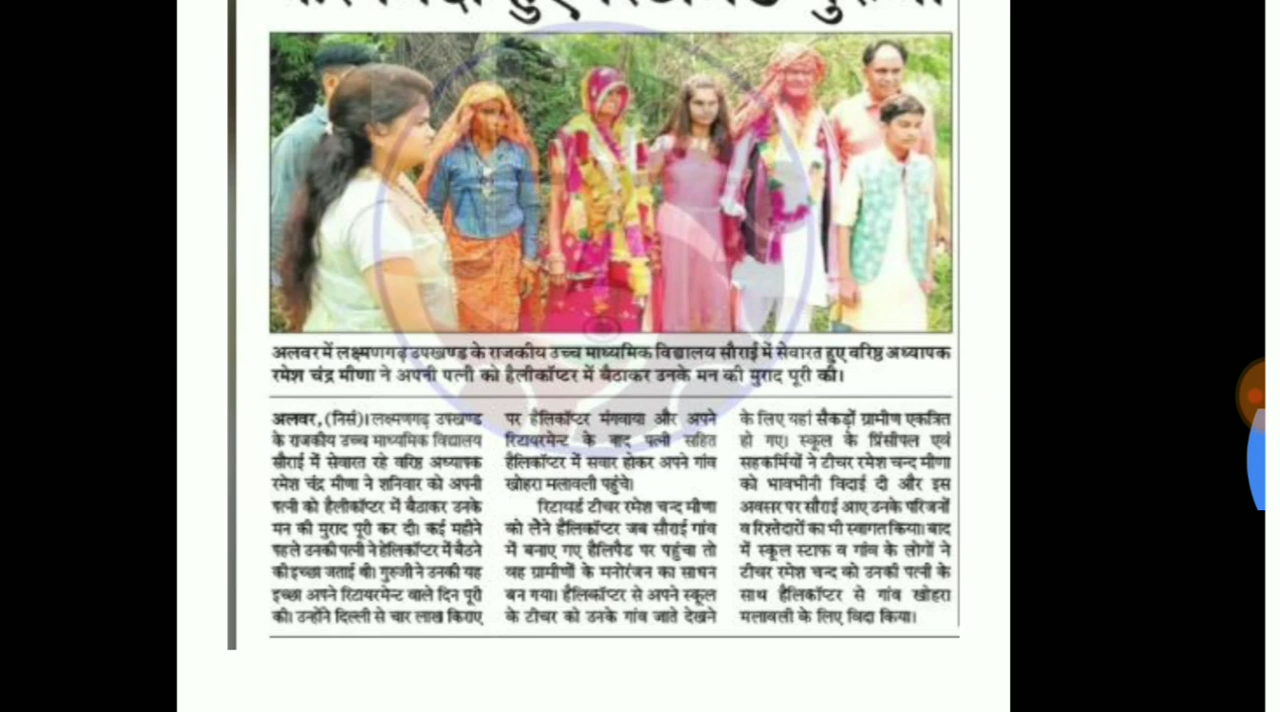 अलवर में लक्ष्मणगढ़ उपखण्ड के राजकीय उच्च माध्यमिक विद्यालय सौराई में सेवारत हुए वरिष्ठ अध्यापक
रमेश चंद्र मीणा ने अपनी पत्नी को हैलीकॉप्टर में बैठाकर उनके मन की मुराद पूरी की।
अलवर, (निसं)। लक्ष्मणगढ़ उपखण्ड
के राजकीय उच्च माध्यमिक विद्यालय
सौराई में सेवारत रहे वरिष्ठ अध्यापक
रमेश चंद्र मीणा ने शनिवार को अपनी
पत्नी को हैलीकॉप्टर में बैठाकर उनके
मन की मुराद पूरी कर दी। कई महीने
पहले उनकी पत्नी ने हेलिकॉप्टर में बैठने
की इच्छा जताई थी। गुरुजी ने उनकी यह
इच्छा अपने रिटायरमेन्ट वाले दिन पूरी
की। उन्होंने दिल्ली से चार लाख किराए
पर हैलिकॉप्टर मंगवाया और अपने
रिटायरमेन्ट के बाद पत्नी सहित
हैलिकॉप्टर में सवार होकर अपने गांव
खोहरा मलावली पहुंचे।
रिटायर्ड टीचर रमेश चन्द मीणा
को लेने हैलिकॉप्टर जब सौराई गांव
में बनाए गए हैलिपैड पर पहुंचा तो
वह ग्रामीणों के मनोरंजन का साधन
बन गया। हैलिकॉप्टर से अपने स्कूल
के टीचर को उनके गांव जाते देखने
के लिए यहां सैकड़ों ग्रामीण एकत्रित
हो गए। स्कूल के प्रिंसीपल एवं
सहकर्मियों ने टीचर रमेश चन्द मीणा
को भावभीनी विदाई दी और इस
अवसर पर सौराई आए उनके परिजनों
व रिश्तेदारों का भी स्वागत किया। बाद
में स्कूल स्टाफ व गांव के लोगों ने
टीचर रमेश चन्द को उनकी पत्नी के
साथ हैलिकॉप्टर से गांव खोहरा
मलावली के लिए विदा किया।